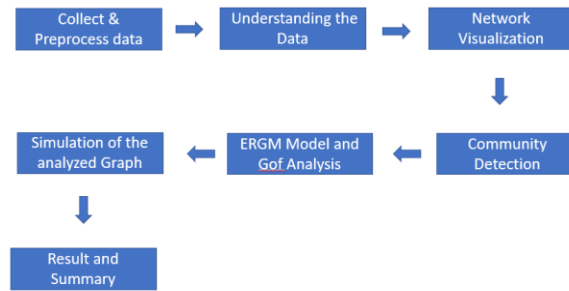 Collect &
Preprocess data
Understanding the
Data
Network
Visualization
Community
Detection
ERGM Model and
Gof Analysis
Simulation of the
analyzed Graph
Result and
Summary